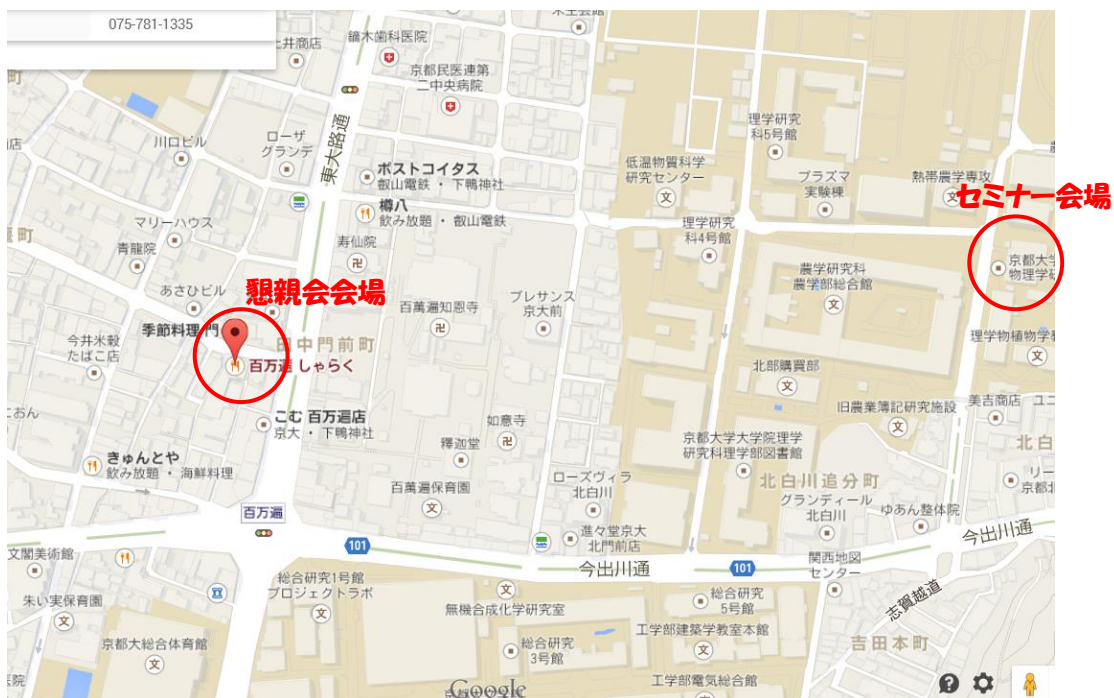 075-781-1335
土井商店
鏑木歯科医院
京都民医連第
二中央病院
東大路通
川口ビル
ローザ
グランデ
ポストコイタス
叡山電鉄 ・ 下鴨神社
樽八
飲み放題 ・ 叡山電鉄
低温物質科学
研究センター
理学研究
科5号館
プラズマ
実験棟
熱帯農学専攻
セミナー会場
マリーハウス
青龍院
寿仙院
理学研究
科4号館
京都大学
物理学研
農学研究科
農学部総合館
あさひビル
懇親会会場
百萬遍知恩寺
プレサンス
京大前
季節料理 門
田中門前町
今井米穀
たばこ店
百万遍 しゃらく
理学物植物学教
北部購買部
旧農業簿記研究施設
美吉商店
ユニ
こむ 百万遍店
京大 ・ 下鴨神社
如意寺
釋迦堂
京都大学大学院理学
研究科理学部図書館
北白
きゅんとや
飲み放題 ・ 海鮮料理
百萬遍保育園
ローズヴィラ
北白川
北白川追分町
グランディール
北白川
リー
京都北
ゆあん整体院
百万遍
進々堂京大
北門前店
101
今出川通
101
今出川通
関西地図
センター
文閣美術館
総合研究1号館
プロジェクトラボ
朱い実保育園
無機合成化学研究室
総合研究
5号館
志賀越道
京都大総合体育館
総合研究
3号館
工学部建築学教室本館
吉田本町
医院
Google
工学部電気総合館